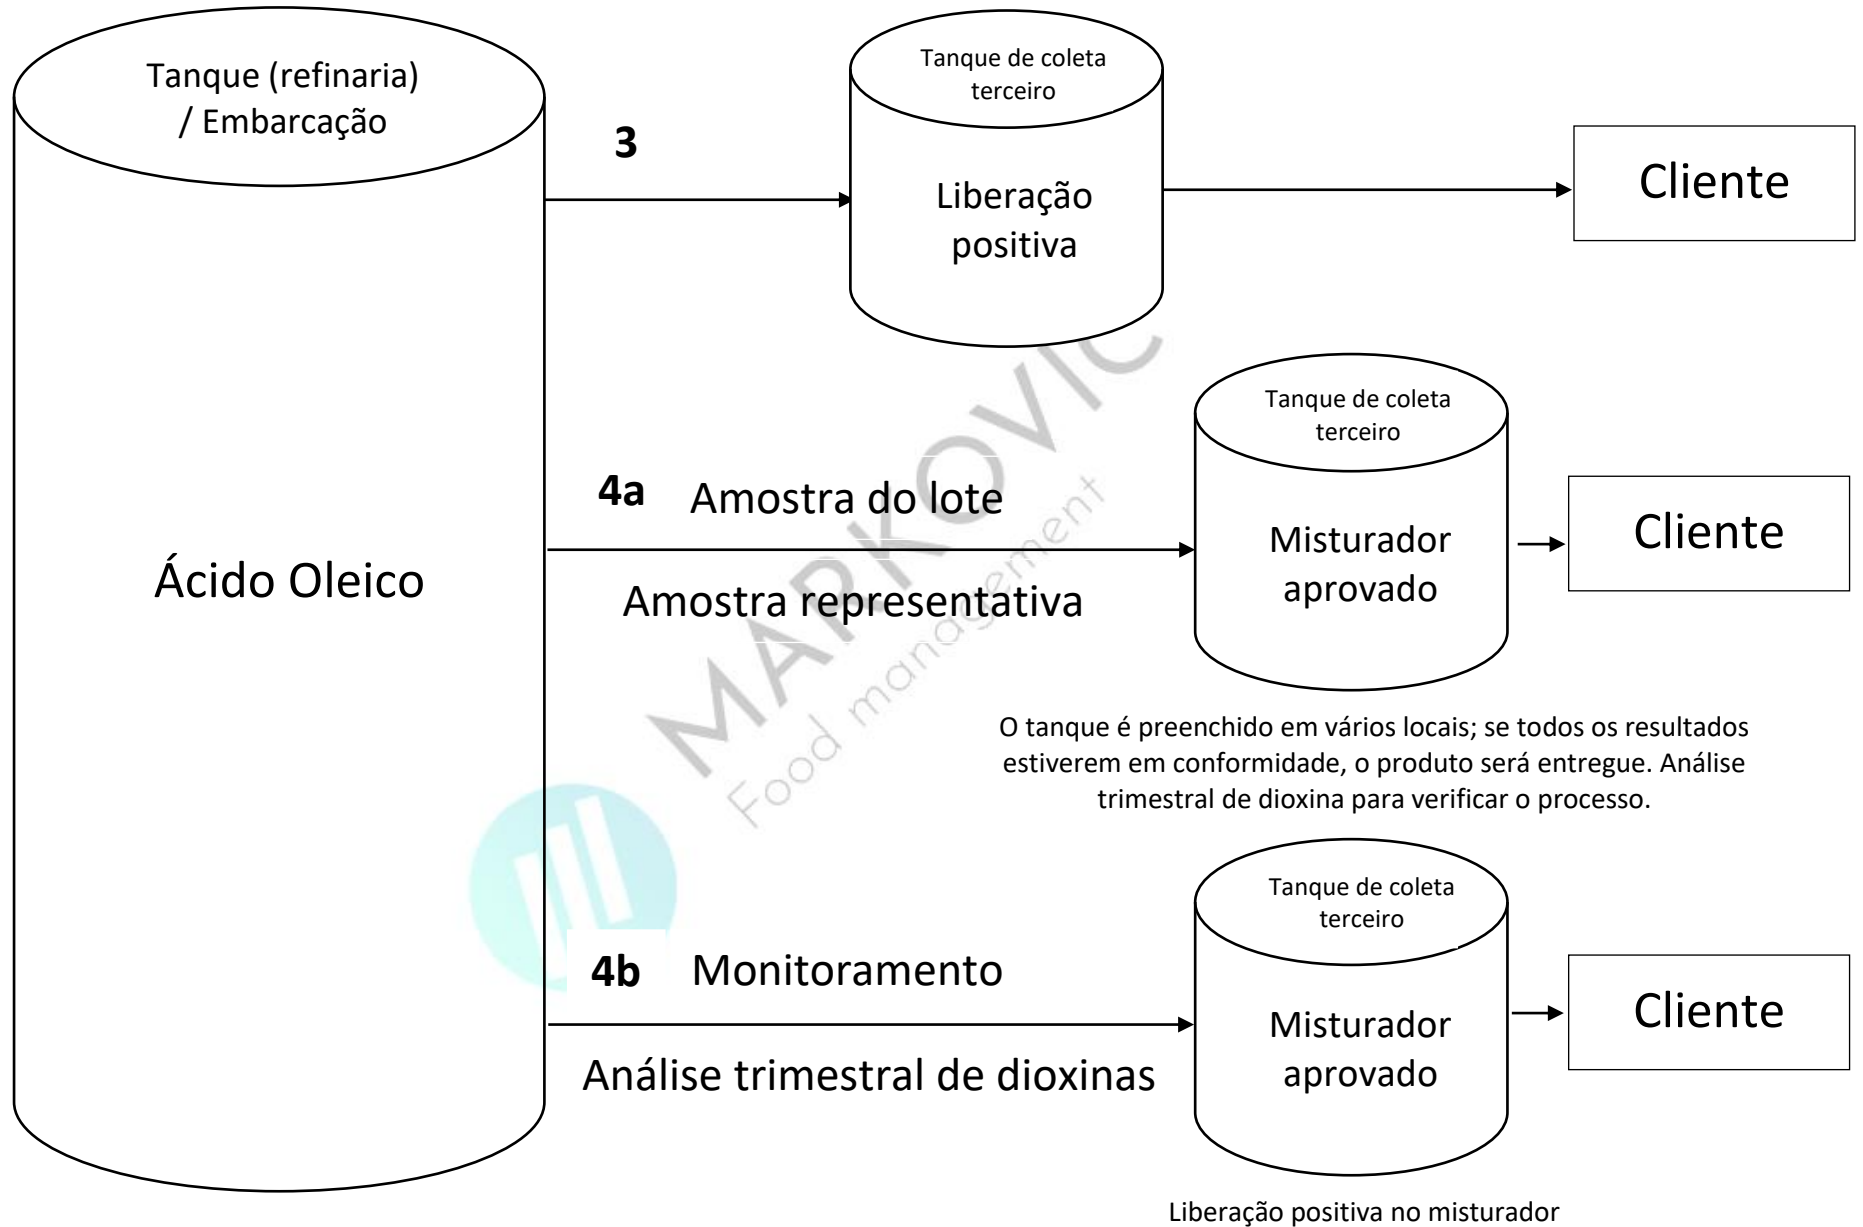 Tanque (refinaria)
/ Embarcação
Ácido Oleico
3
Tanque de coleta
terceiro
Liberação
positiva
Cliente
4a Amostra do lote
Amostra representativa
Tanque de coleta
terceiro
Misturador
aprovado
Cliente
O tanque é preenchido em vários locais; se todos os resultados
estiverem em conformidade, o produto será entregue. Análise
trimestral de dioxina para verificar o processo.
4b Monitoramento
Análise trimestral de dioxinas
Tanque de coleta
terceiro
Misturador
aprovado
Cliente
Liberação positiva no misturador
MARKOVIC
Food management